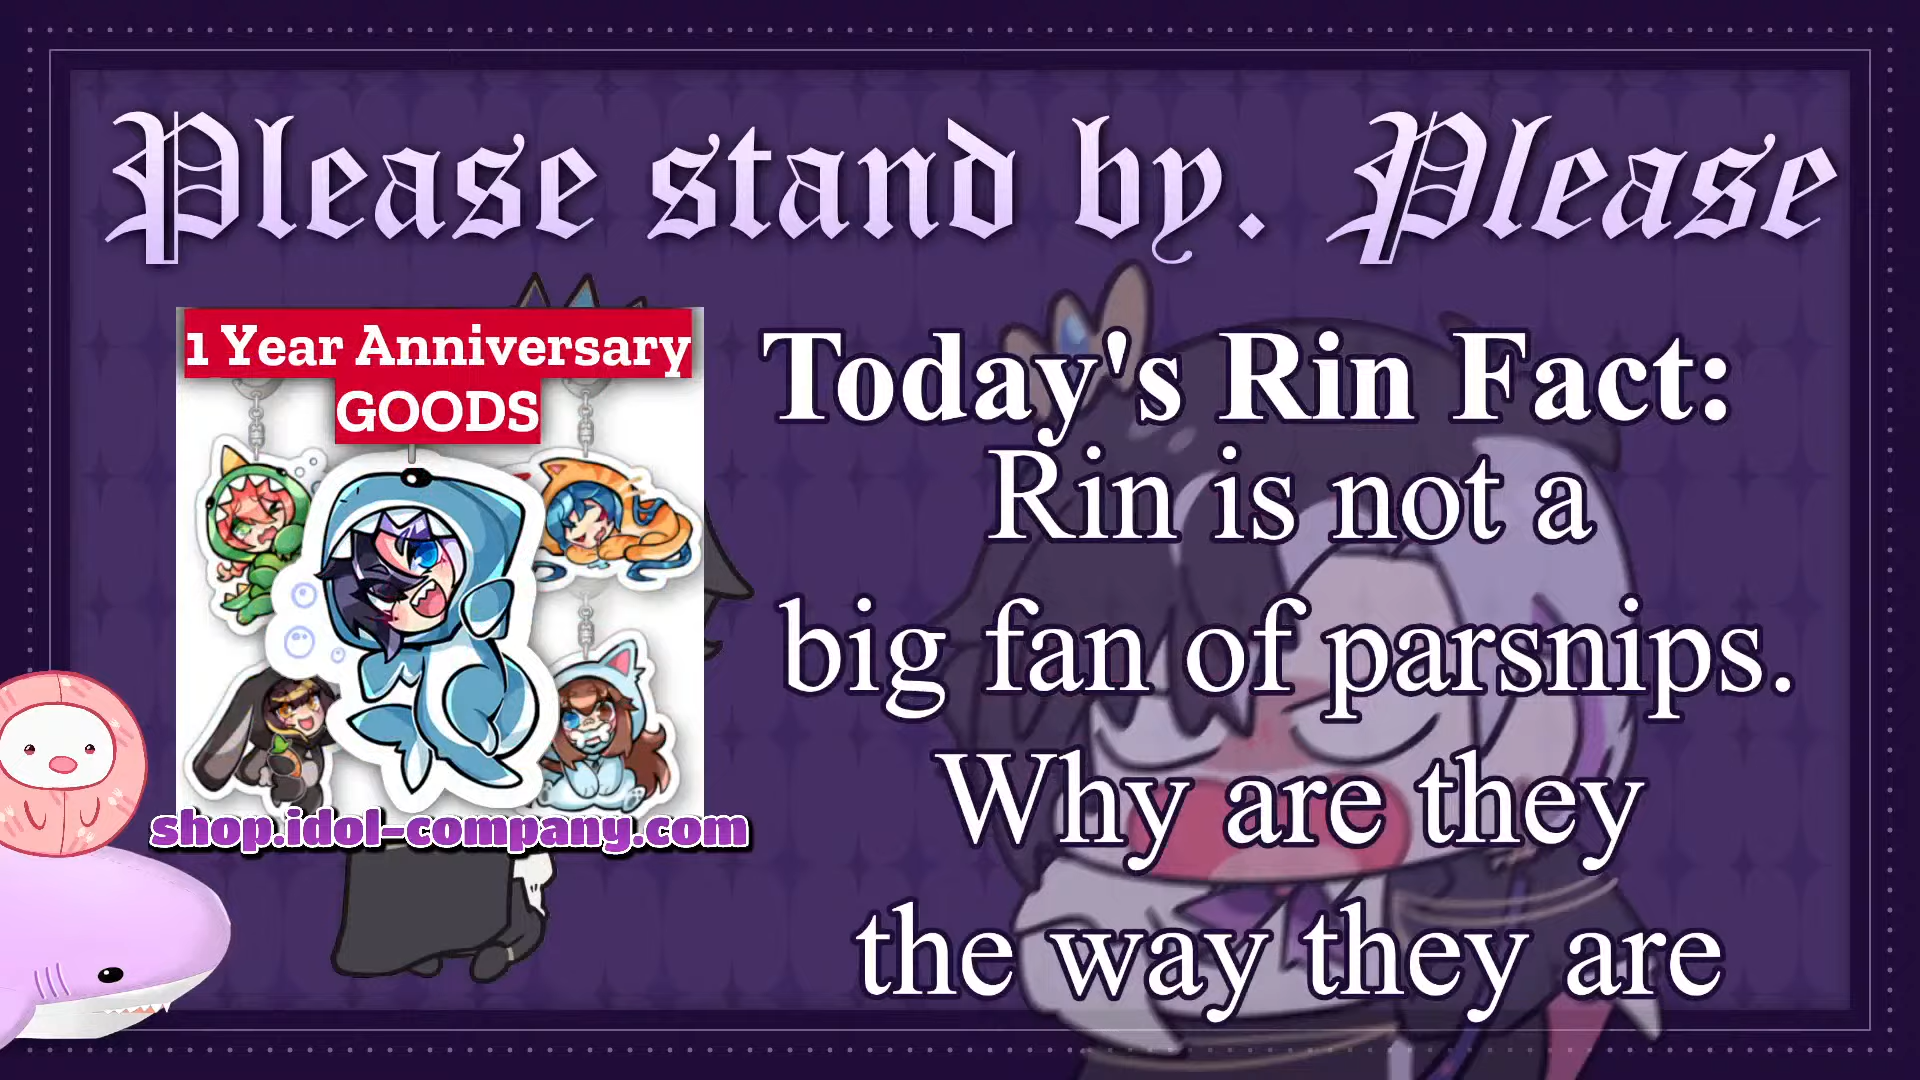 Please stand by. Please
1 Year Anniversary
GOODS
shop.idol-company.com
Today's Rin Fact:
Rin is not a
big fan of parsnips.
Why are they
the way they are